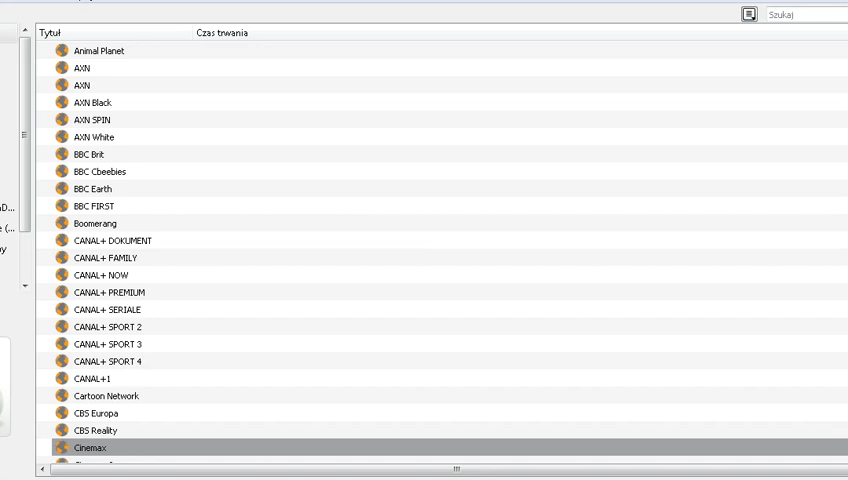 Szukaj
Tytuł Czas trwania
Animal Planet
AXN
AXN
AXN Black
AXN SPIN
AXN White
BBC Brit
BBC Cbeebies
BBC Earth
BBC FIRST
Boomerang
CANAL+ DOKUMENT
CANAL+ FAMILY
CANAL+ NOW
CANAL+ PREMIUM
CANAL+ SERIALE
CANAL+ SPORT 2
CANAL+ SPORT 3
CANAL+ SPORT 4
CANAL+1
Cartoon Network
CBS Europa
CBS Reality
Cinemax